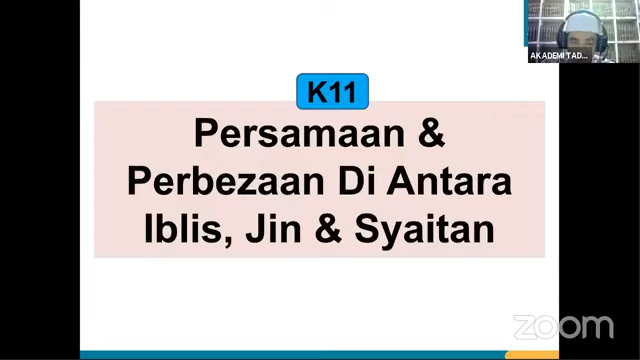 AKADEMI TAD...
K11
Persamaan &
Perbezaan Di Antara
Iblis, Jin & Syaitan
zoom